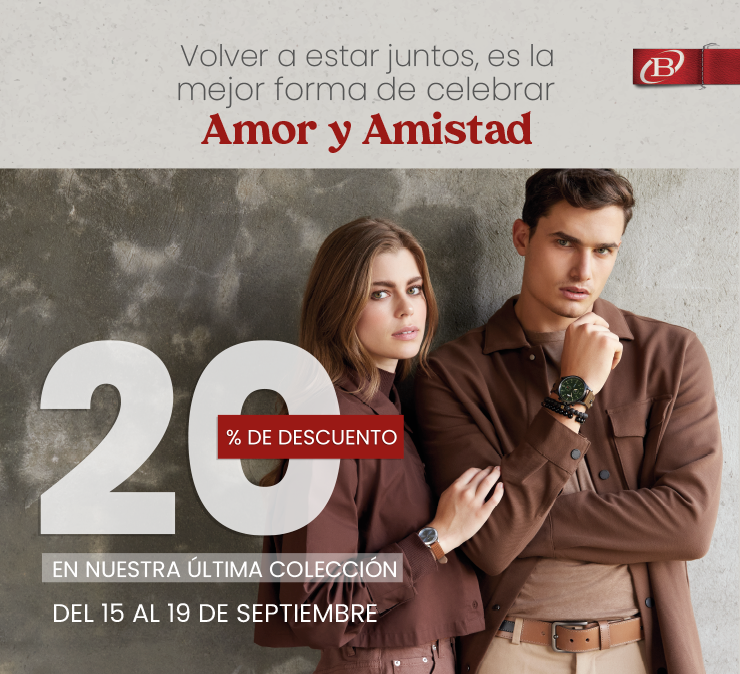 Volver a estar juntos, es la
mejor forma de celebrar
Amor y Amistad
B
20
% DE DESCUENTO
EN NUESTRA ÚLTIMA COLECCIÓN
DEL 15 AL 19 DE SEPTIEMBRE